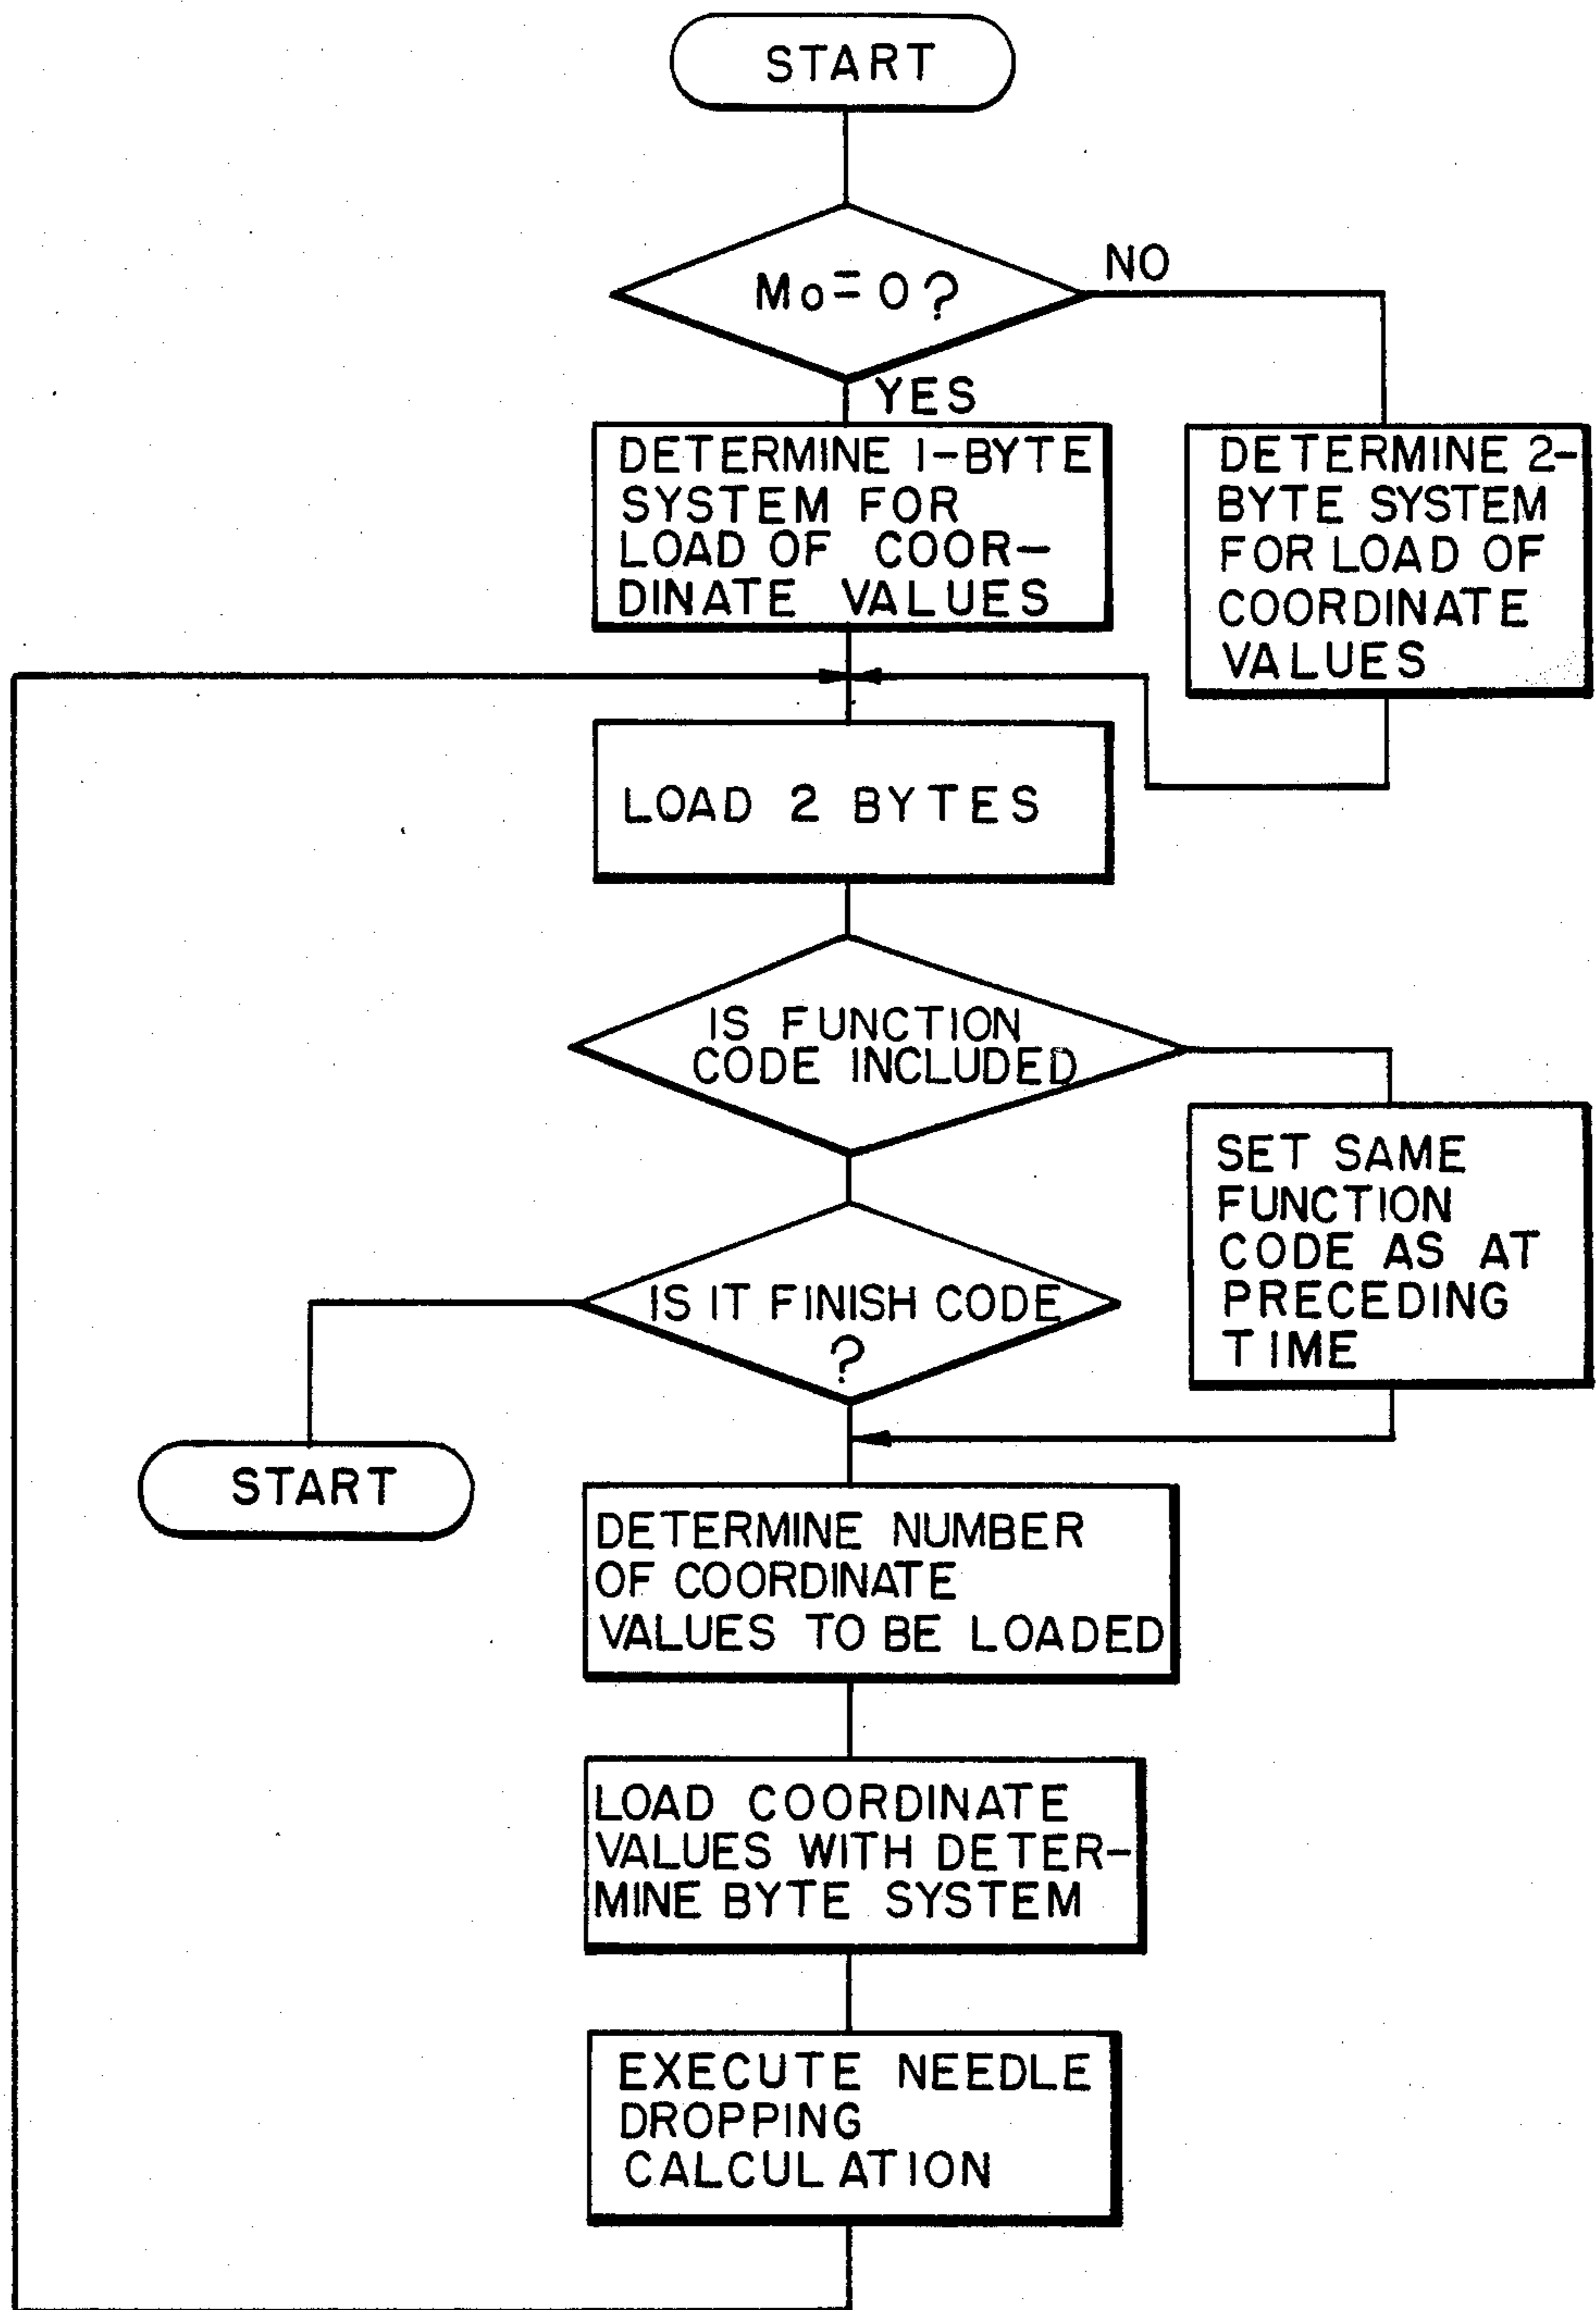 START
Mo=0?
NO
YES
DETERMINE 1-BYTE
SYSTEM FOR
LOAD OF COOR-
DINATE VALUES
DETERMINE 2-
BYTE SYSTEM
FOR LOAD OF
COORDINATE
VALUES
LOAD 2 BYTES
IS FUNCTION
CODE INCLUDED
SET SAME
FUNCTION
CODE AS AT
PRECEDING
TIME
IS IT FINISH CODE
?
START
DETERMINE NUMBER
OF COORDINATE
VALUES TO BE LOADED
LOAD COORDINATE
VALUES WITH DETER-
MINE BYTE SYSTEM
EXECUTE NEEDLE
DROPPING
CALCULATION